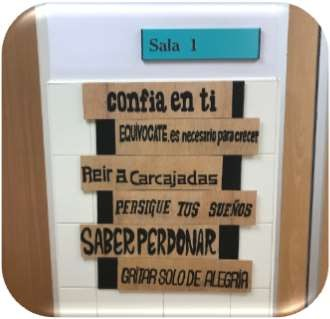 Sala 1
confia en ti
EQUIVOCATE. es necesario para crecer
Reir a Carcajadas
PERSIGUE TUS SUEÑOS
SABER PERDONAR
GRITAR SOLO DE ALEGRÍA